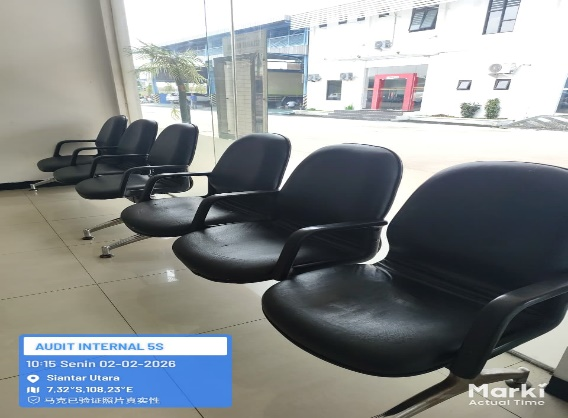 AUDIT INTERNAL 5S
10:15 Senin 02-02-2026
Siantar Utara
7,32°S,108,23°E
马克已验证照片真实性
Marki
Actual Time